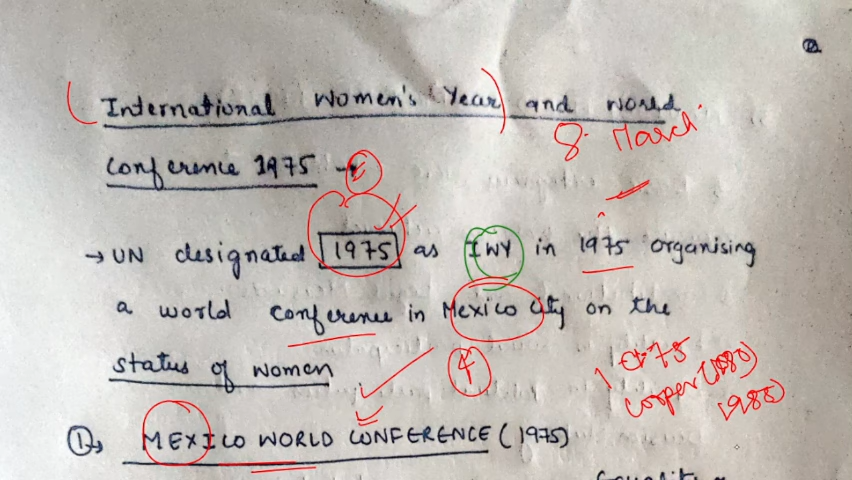 International Women's Year and world
8. March
Conference 1975 →
→ UN designated 1975 as IWY in 1975 organising
a world conference in Mexico City on the
status of women
4
(1980)
1985
1→ MEXICO WORLD CONFERENCE (1975)